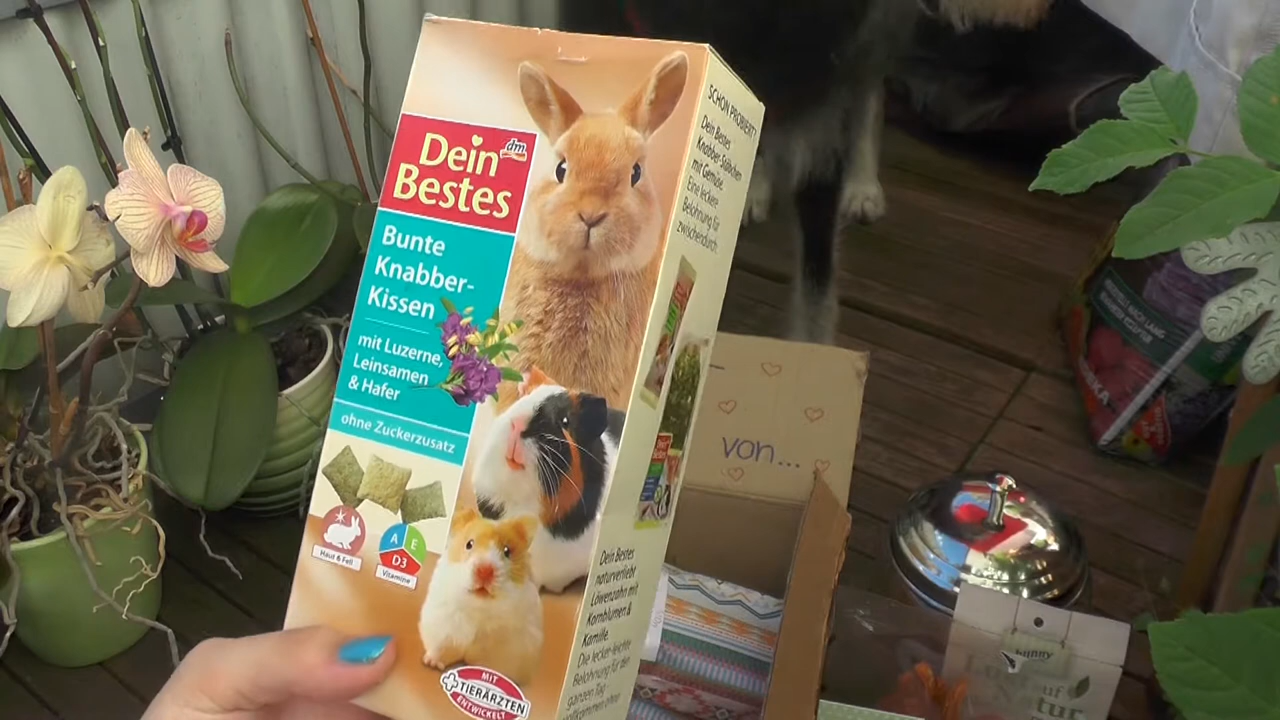 Dein
Bestes
dm
Bunte
Knabber-
Kissen
mit Luzerne,
Leinsamen
& Hafer
ohne Zuckerzusatz
Haut & Fell
A E
D3
Vitamine
MIT
TIERÄRZTEN
ENTWICKELT
SCHON PROBIERT?
Dein Bestes
Knabber-Stäbchen
mit Gemüse
Eine leckere
Belohnung für
zwischendurch.
Dein Bestes
naturverliebt
Löwenzahn mit
Kornblumen &
Kamille
Die lecker-leichte
Belohnung für den
ganzen Tag
von...
bunny